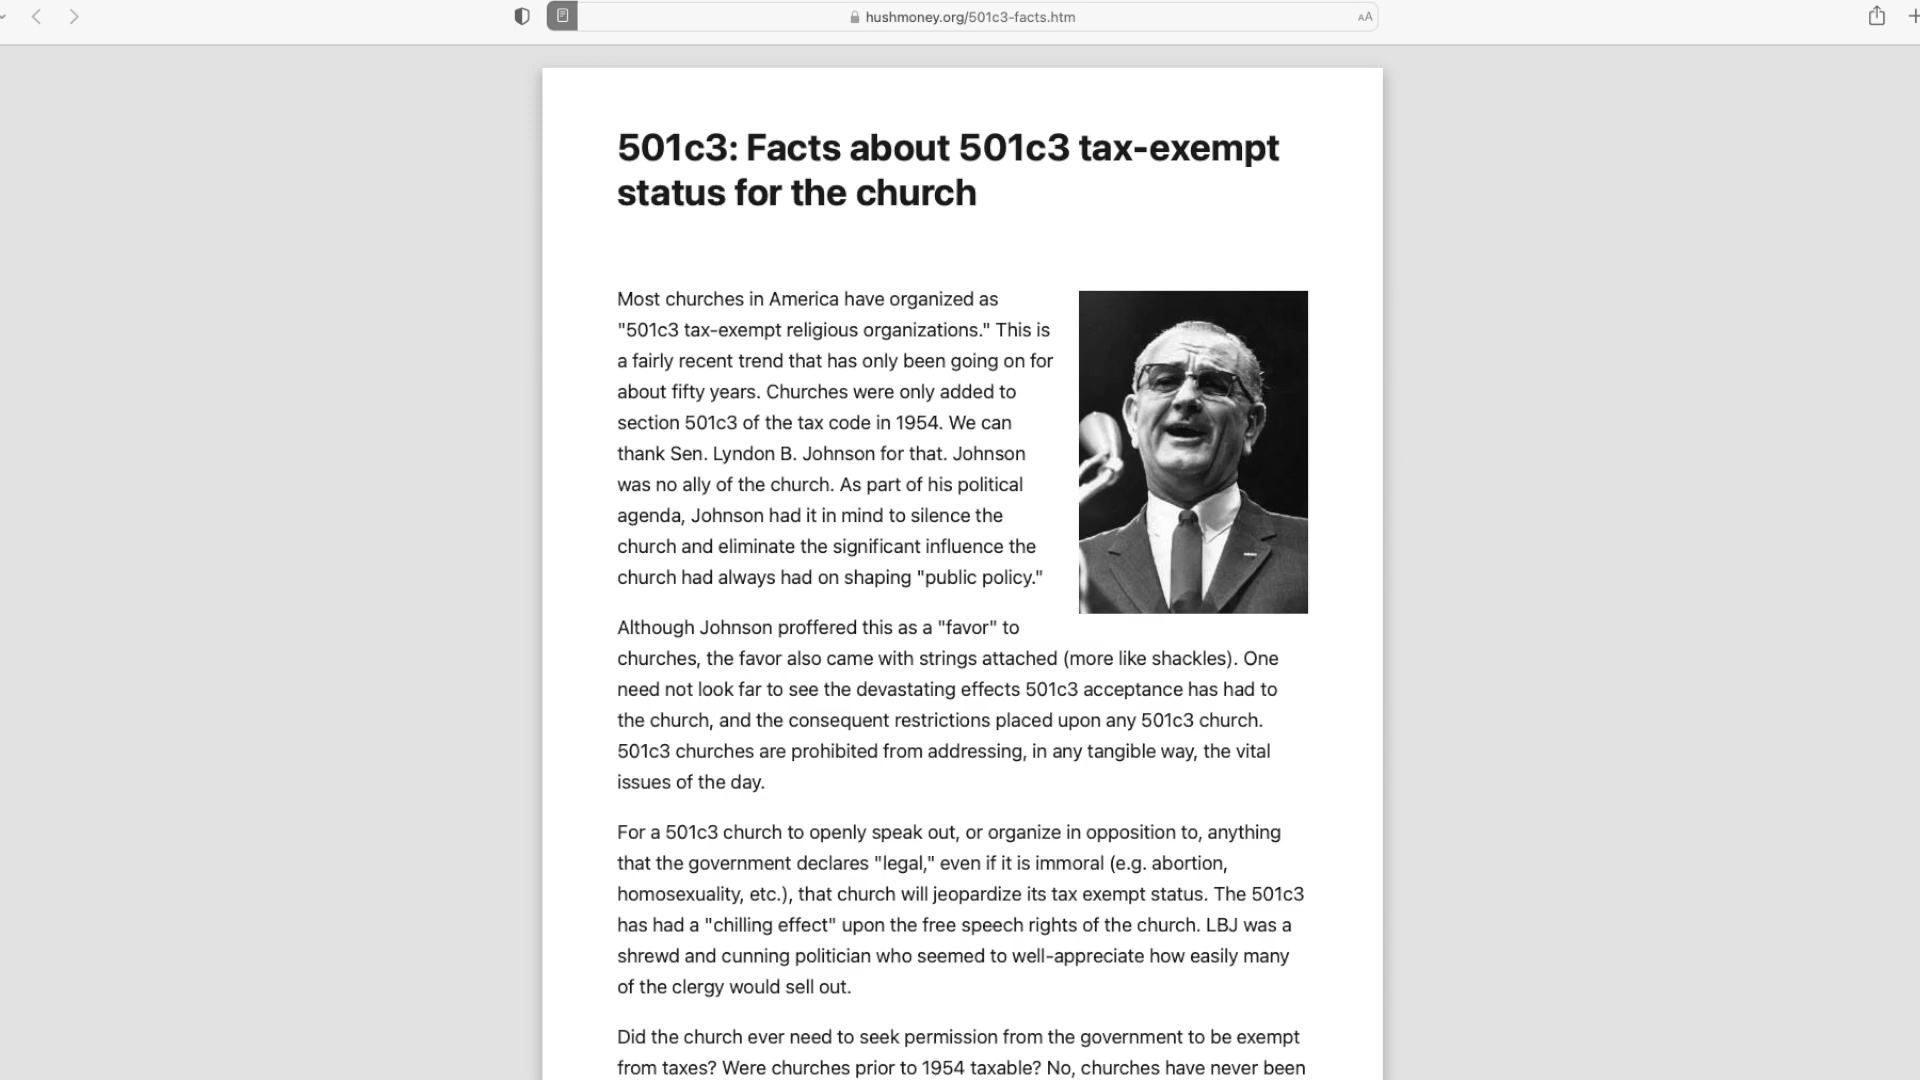 hushmoney.org/501c3-facts.htm
AA
501c3: Facts about 501c3 tax-exempt
status for the church
Most churches in America have organized as
"501c3 tax-exempt religious organizations." This is
a fairly recent trend that has only been going on for
about fifty years. Churches were only added to
section 501c3 of the tax code in 1954. We can
thank Sen. Lyndon B. Johnson for that. Johnson
was no ally of the church. As part of his political
agenda, Johnson had it in mind to silence the
church and eliminate the significant influence the
church had always had on shaping "public policy."
Although Johnson proffered this as a "favor" to
churches, the favor also came with strings attached (more like shackles). One
need not look far to see the devastating effects 501c3 acceptance has had to
the church, and the consequent restrictions placed upon any 501c3 church.
501c3 churches are prohibited from addressing, in any tangible way, the vital
issues of the day.
For a 501c3 church to openly speak out, or organize in opposition to, anything
that the government declares "legal," even if it is immoral (e.g. abortion,
homosexuality, etc.), that church will jeopardize its tax exempt status. The 501c3
has had a "chilling effect" upon the free speech rights of the church. LBJ was a
shrewd and cunning politician who seemed to well-appreciate how easily many
of the clergy would sell out.
Did the church ever need to seek permission from the government to be exempt
from taxes? Were churches prior to 1954 taxable? No, churches have never been